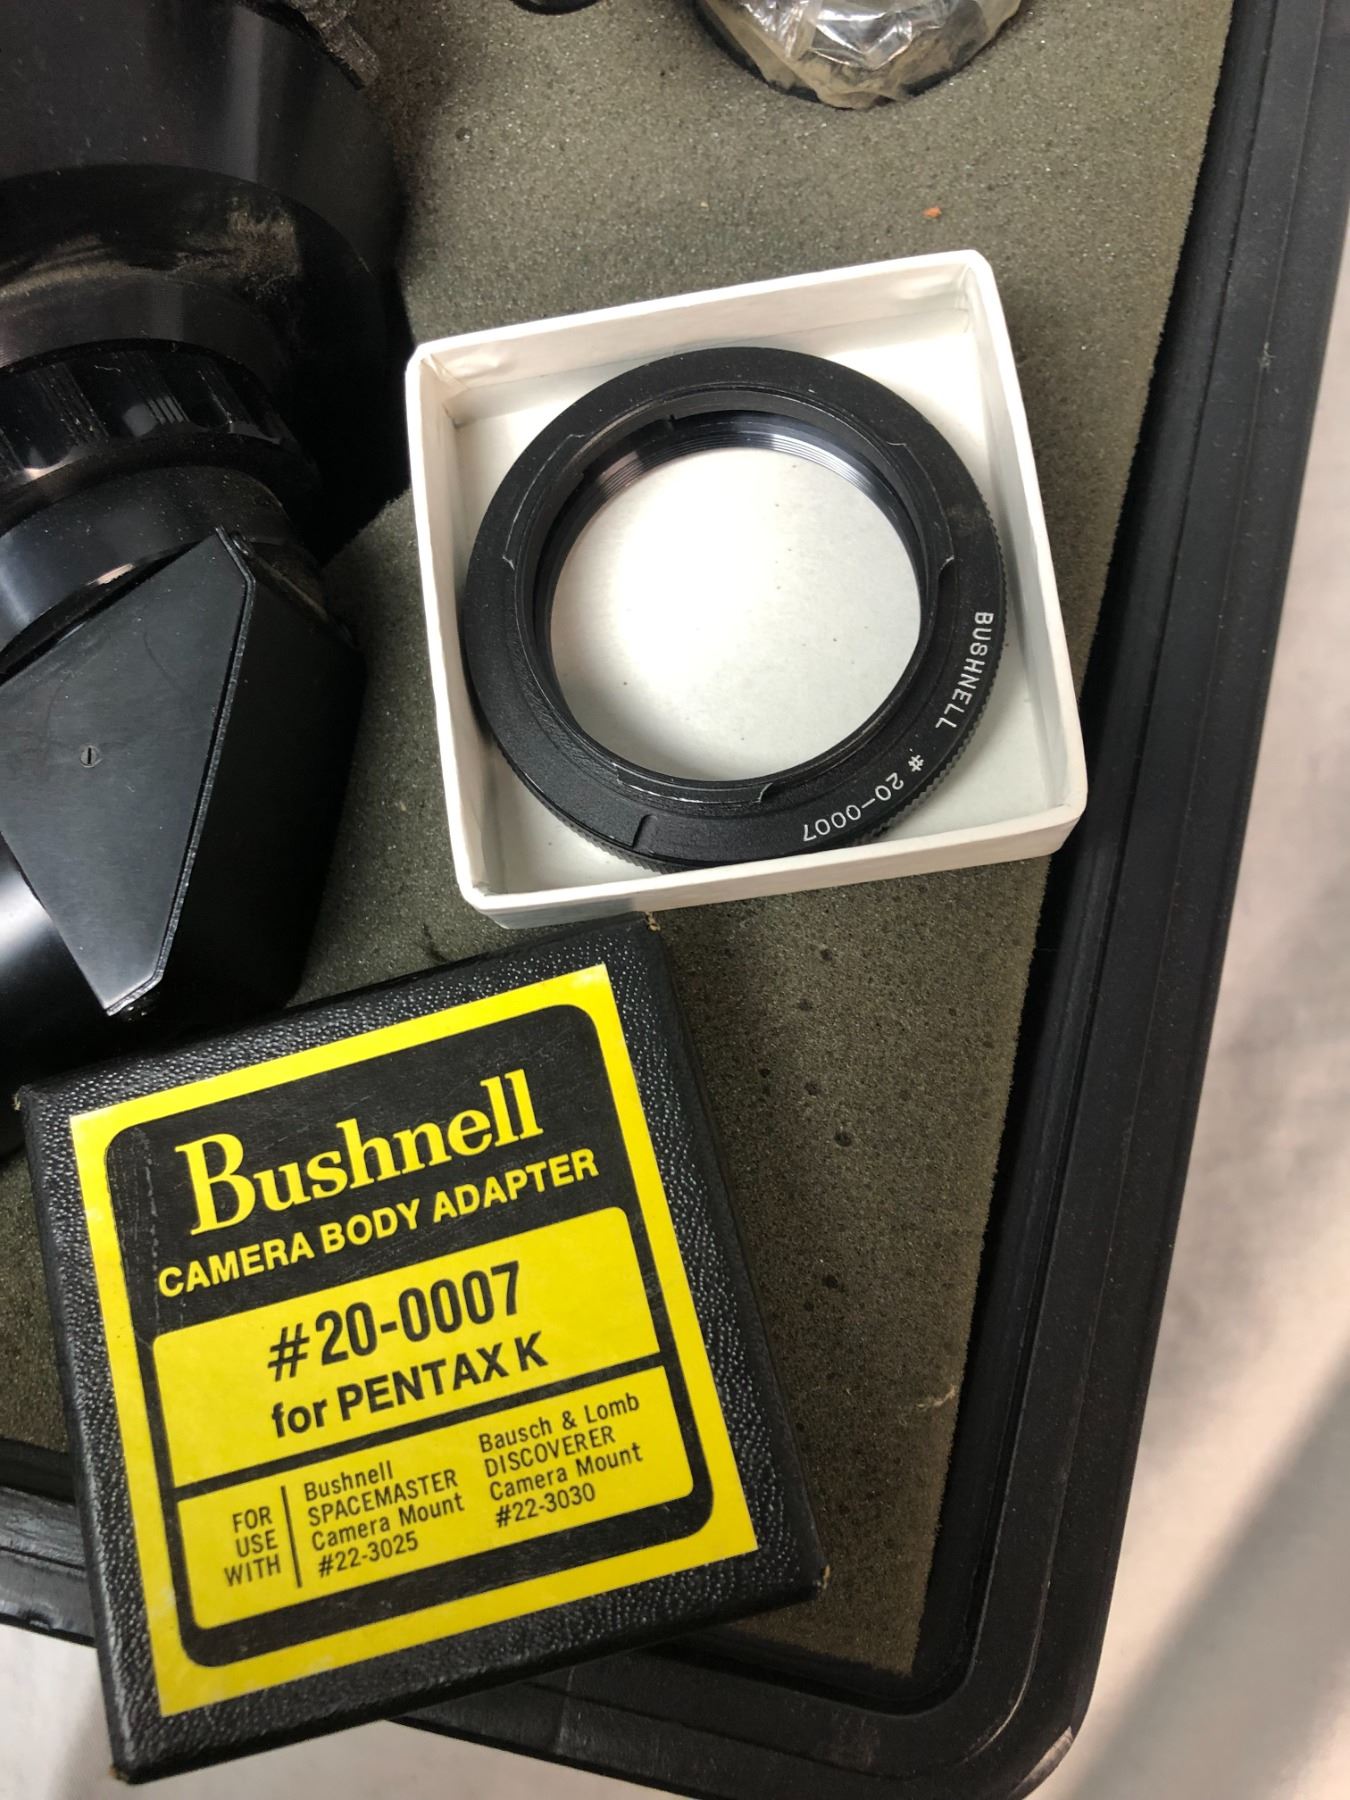 BUSHNELL # 20-0007
Bushnell
CAMERA BODY ADAPTER
#20-0007
for PENTAX K
FOR
USE
WITH
Bushnell
SPACEMASTER
Camera Mount
#22-3025
Bausch & Lomb
DISCOVERER
Camera Mount
#22-3030